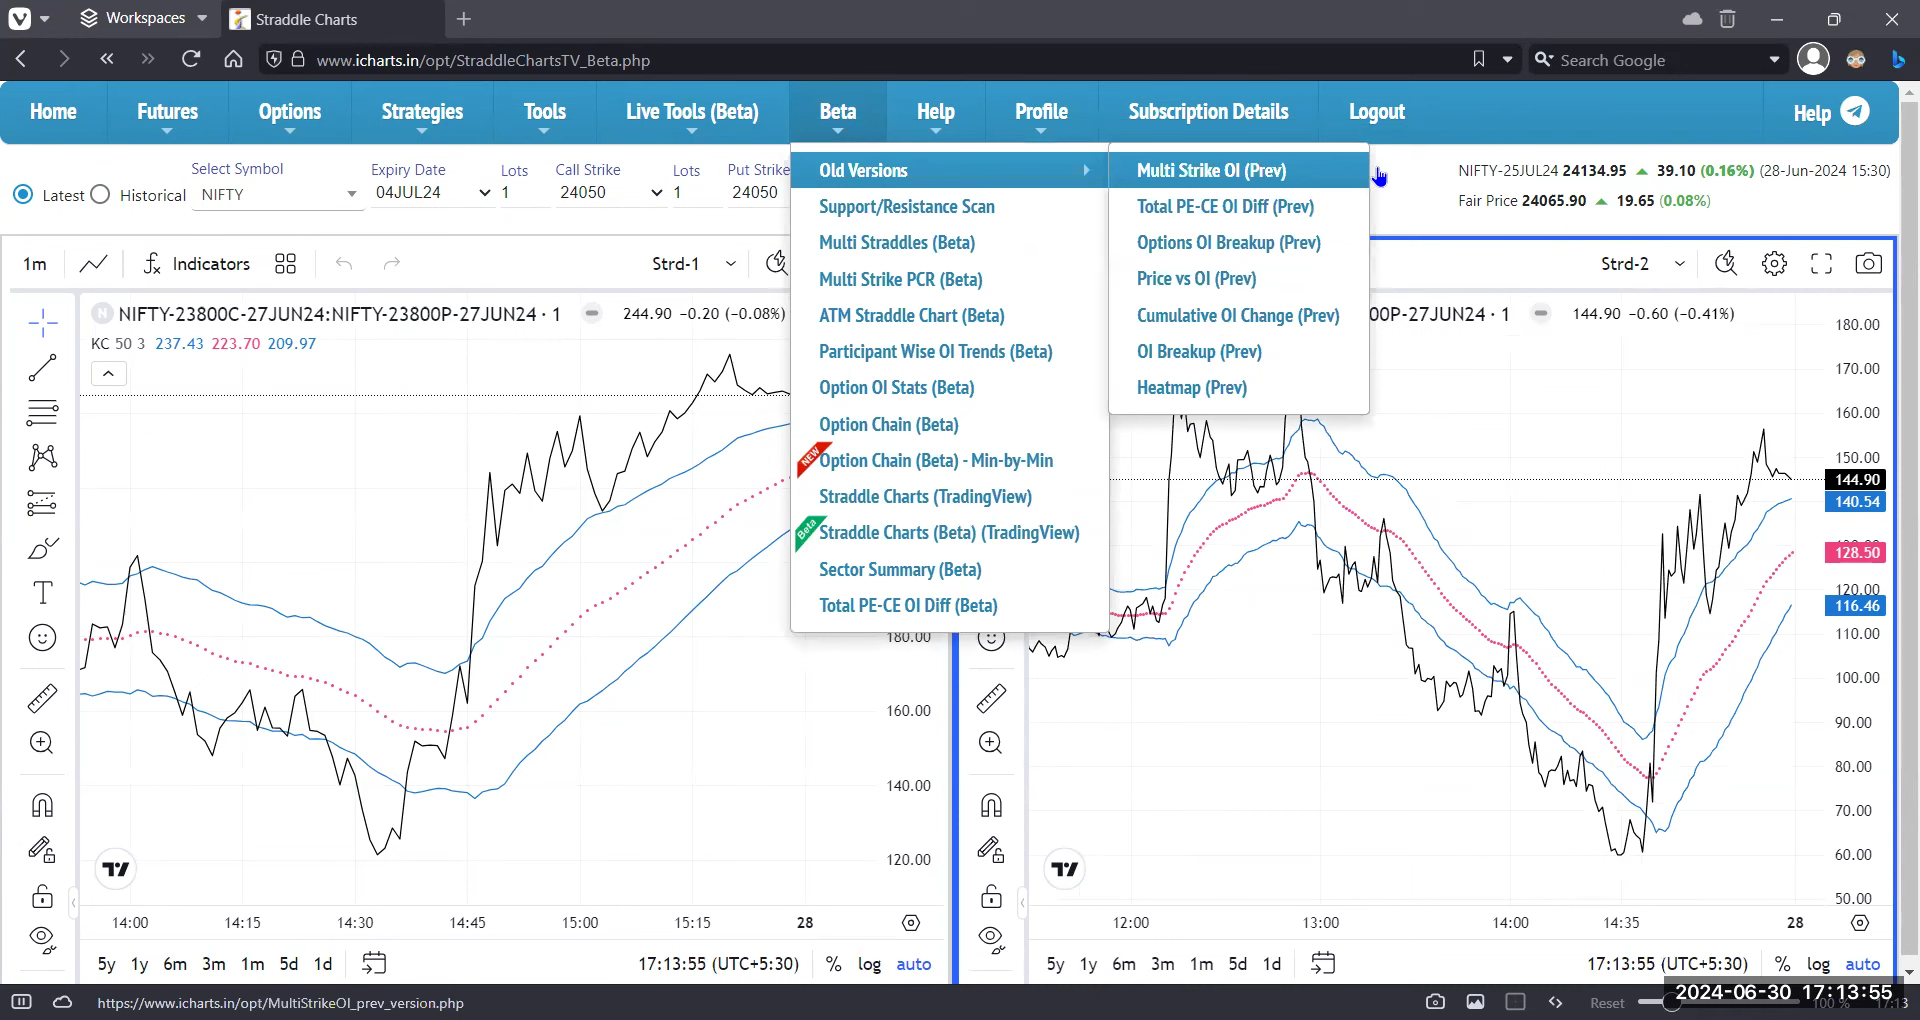 Workspaces
Straddle Charts
www.icharts.in/opt/StraddleChartsTV_Beta.php
Search Google
Home
Futures
Options
Strategies
Tools
Live Tools (Beta)
Beta
Help
Profile
Subscription Details
Logout
Help
Latest
Historical
Select Symbol
NIFTY
Expiry Date
04JUL24
Lots
1
Call Strike
24050
Lots
1
Put Strike
24050
NIFTY-25JUL24 24134.95 ▲ 39.10 (0.16%) (28-Jun-2024 15:30)
Fair Price 24065.90 ▲ 19.65 (0.08%)
Old Versions
Support/Resistance Scan
Multi Straddles (Beta)
Multi Strike PCR (Beta)
ATM Straddle Chart (Beta)
Participant Wise OI Trends (Beta)
Option OI Stats (Beta)
Option Chain (Beta)
NEW
Option Chain (Beta) - Min-by-Min
Straddle Charts (TradingView)
Beta
Straddle Charts (Beta) (TradingView)
Sector Summary (Beta)
Total PE-CE OI Diff (Beta)
Multi Strike OI (Prev)
Total PE-CE OI Diff (Prev)
Options OI Breakup (Prev)
Price vs OI (Prev)
Cumulative OI Change (Prev)
OI Breakup (Prev)
Heatmap (Prev)
1m
Indicators
Strd-1
Strd-2
N
NIFTY-23800C-27JUN24:NIFTY-23800P-27JUN24 · 1
244.90 −0.20 (−0.08%)
KC 50 3 237.43 223.70 209.97
00P-27JUN24 · 1
144.90 −0.60 (−0.41%)
180.00
160.00
140.00
120.00
180.00
170.00
160.00
150.00
144.90
140.54
128.50
120.00
116.46
110.00
100.00
90.00
80.00
70.00
60.00
50.00
14:00
14:15
14:30
14:45
15:00
15:15
28
12:00
13:00
14:00
14:35
28
5y 1y 6m 3m 1m 5d 1d
17:13:55 (UTC+5:30)
% log auto
5y 1y 6m 3m 1m 5d 1d
17:13:55 (UTC+5:30)
% log auto
https://www.icharts.in/opt/MultiStrikeOI_prev_version.php
Reset
100 %
2024-06-30 17:13:55